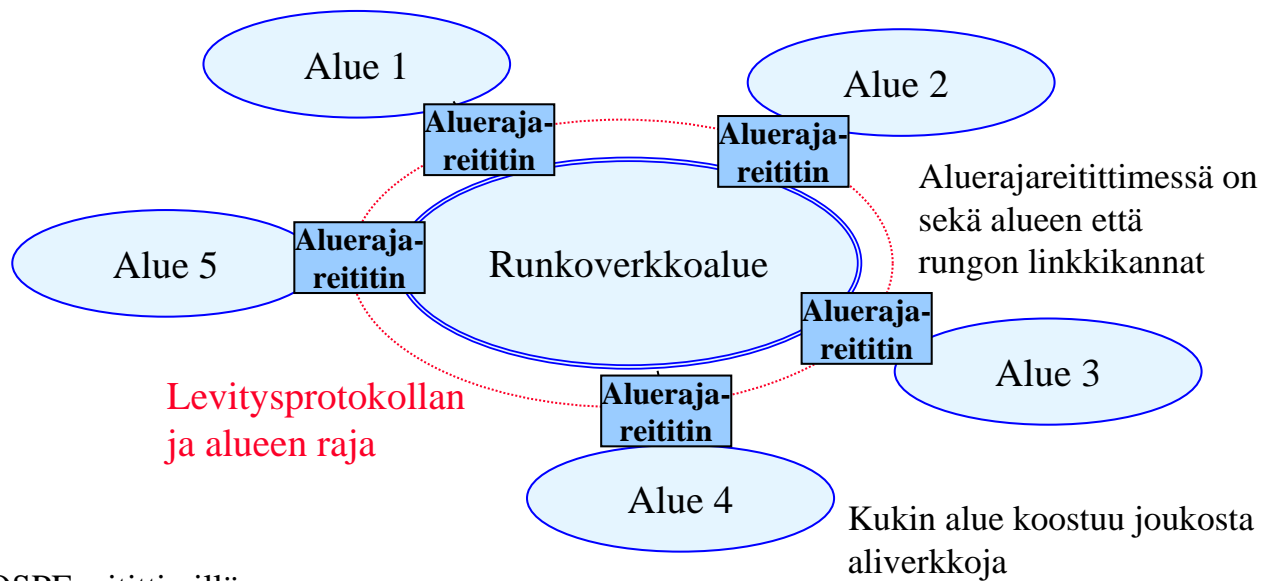 Alue 1
Alue 2
Alueraja-
reititin
Alueraja-
reititin
Aluerajareitittimessä on
sekä alueen että
rungon linkkikannat
Alue 5
Alueraja-
reititin
Runkoverkkoalue
Alueraja-
reititin
Alue 3
Levitysprotokollan
ja alueen raja
Alueraja-
reititin
Alue 4
Kukin alue koostuu joukosta
aliverkkoja